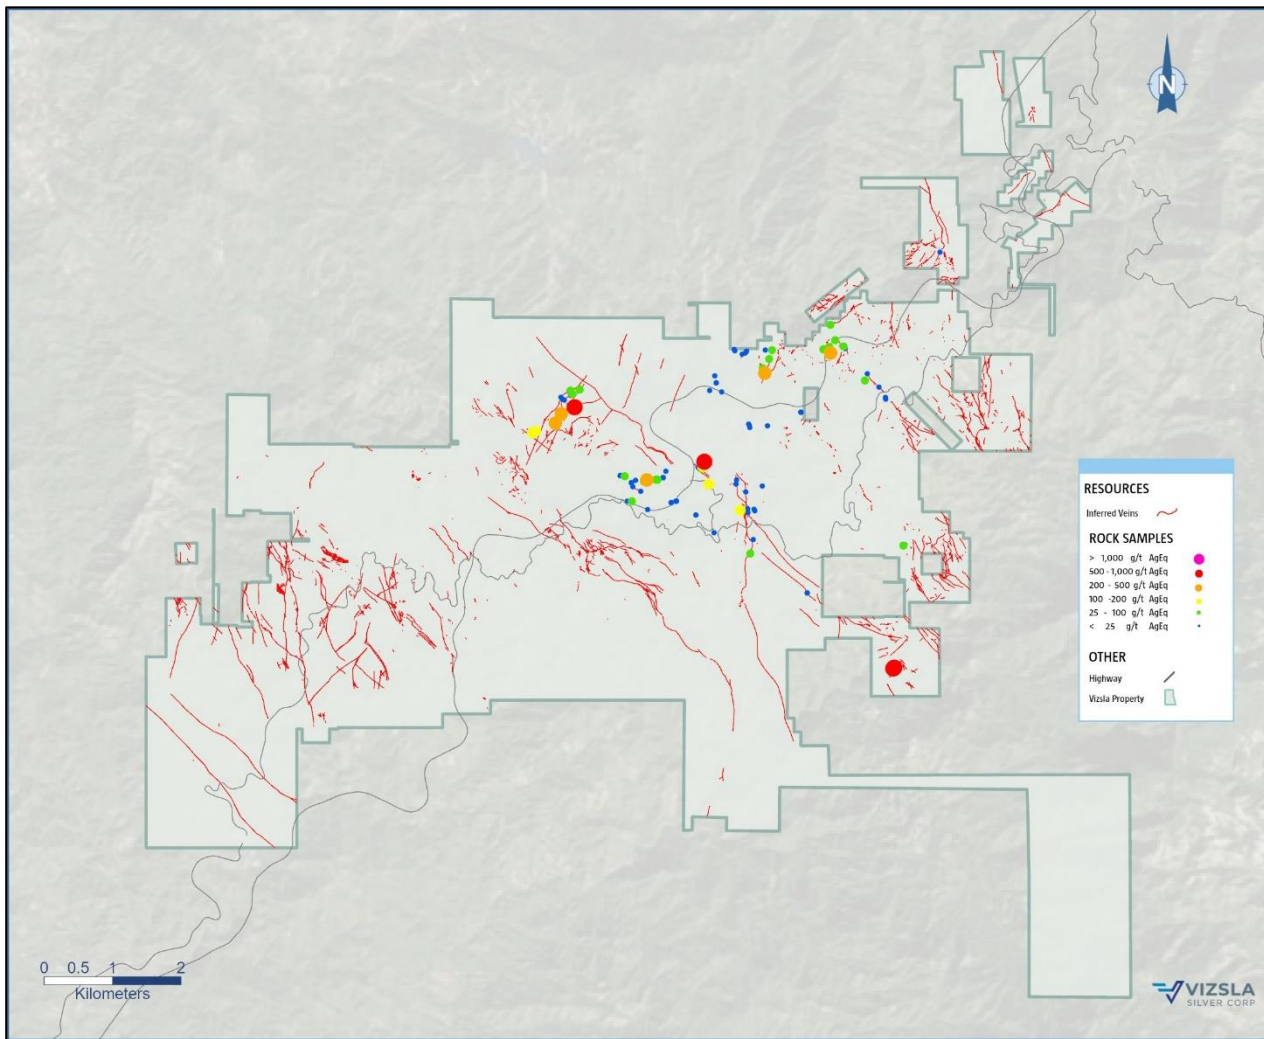 N
RESOURCES
Inferred Veins
ROCK SAMPLES
> 1,000 g/t AgEq
500 - 1,000 g/t AgEq
200 - 500 g/t AgEq
100 - 200 g/t AgEq
25 - 100 g/t AgEq
< 25 g/t AgEq
OTHER
Highway
Vizsla Property
0 0.5 1 2
Kilometers
VIZSLA
SILVER CORP